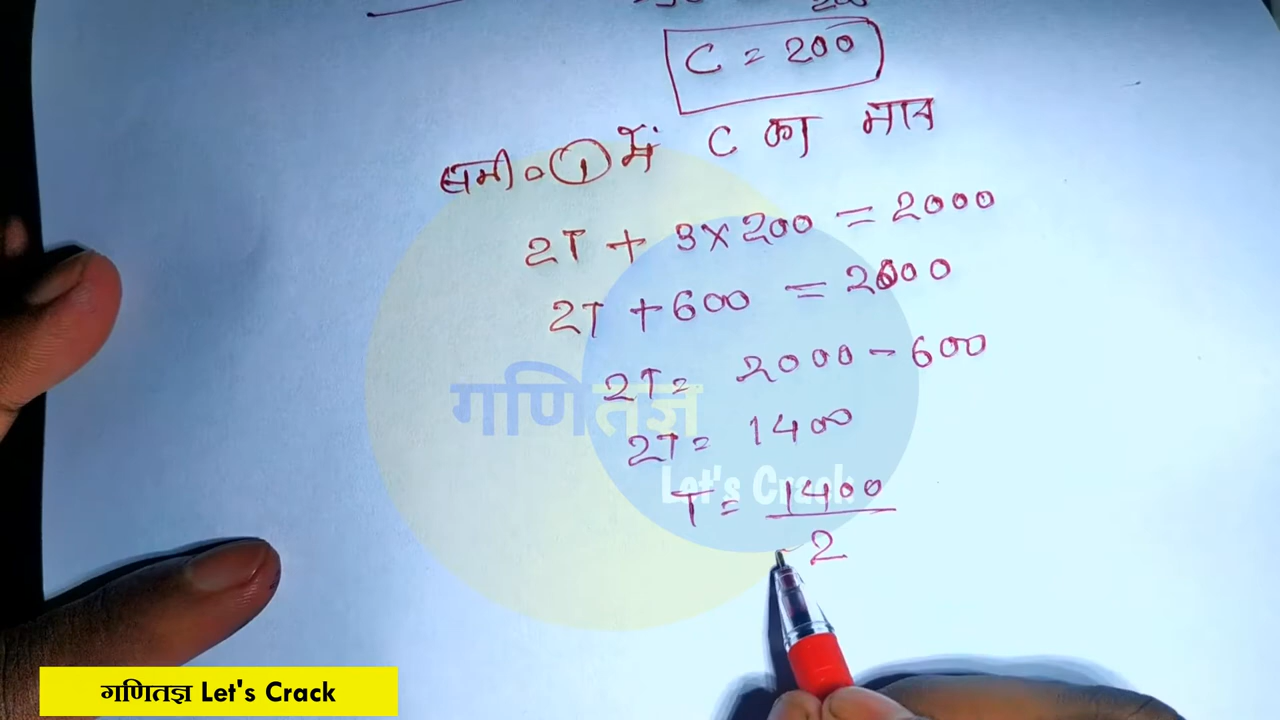 C = 200
समी० ① में C का मान
2T + 3×200 = 2000
2T + 600 = 2000
2T = 2000 - 600
2T = 1400
T = 1400
2
गणितज्ञ
Let's Crack
गणितज्ञ Let's Crack